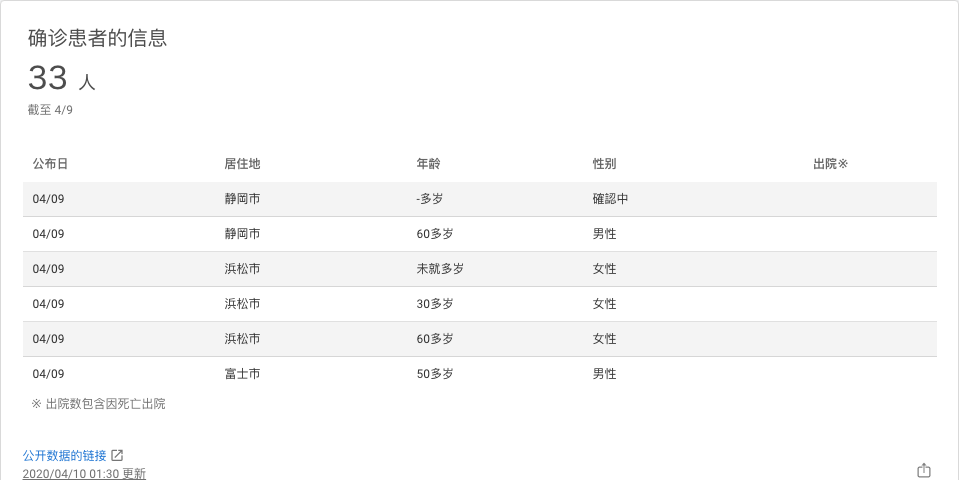 确诊患者的信息
33 人
截至 4/9
公布日 居住地 年龄 性别 出院※
04/09 静冈市 -多岁 確認中
04/09 静冈市 60多岁 男性
04/09 浜松市 未就多岁 女性
04/09 浜松市 30多岁 女性
04/09 浜松市 60多岁 女性
04/09 富士市 50多岁 男性
※ 出院数包含因死亡出院
公开数据的链接
2020/04/10 01:30 更新